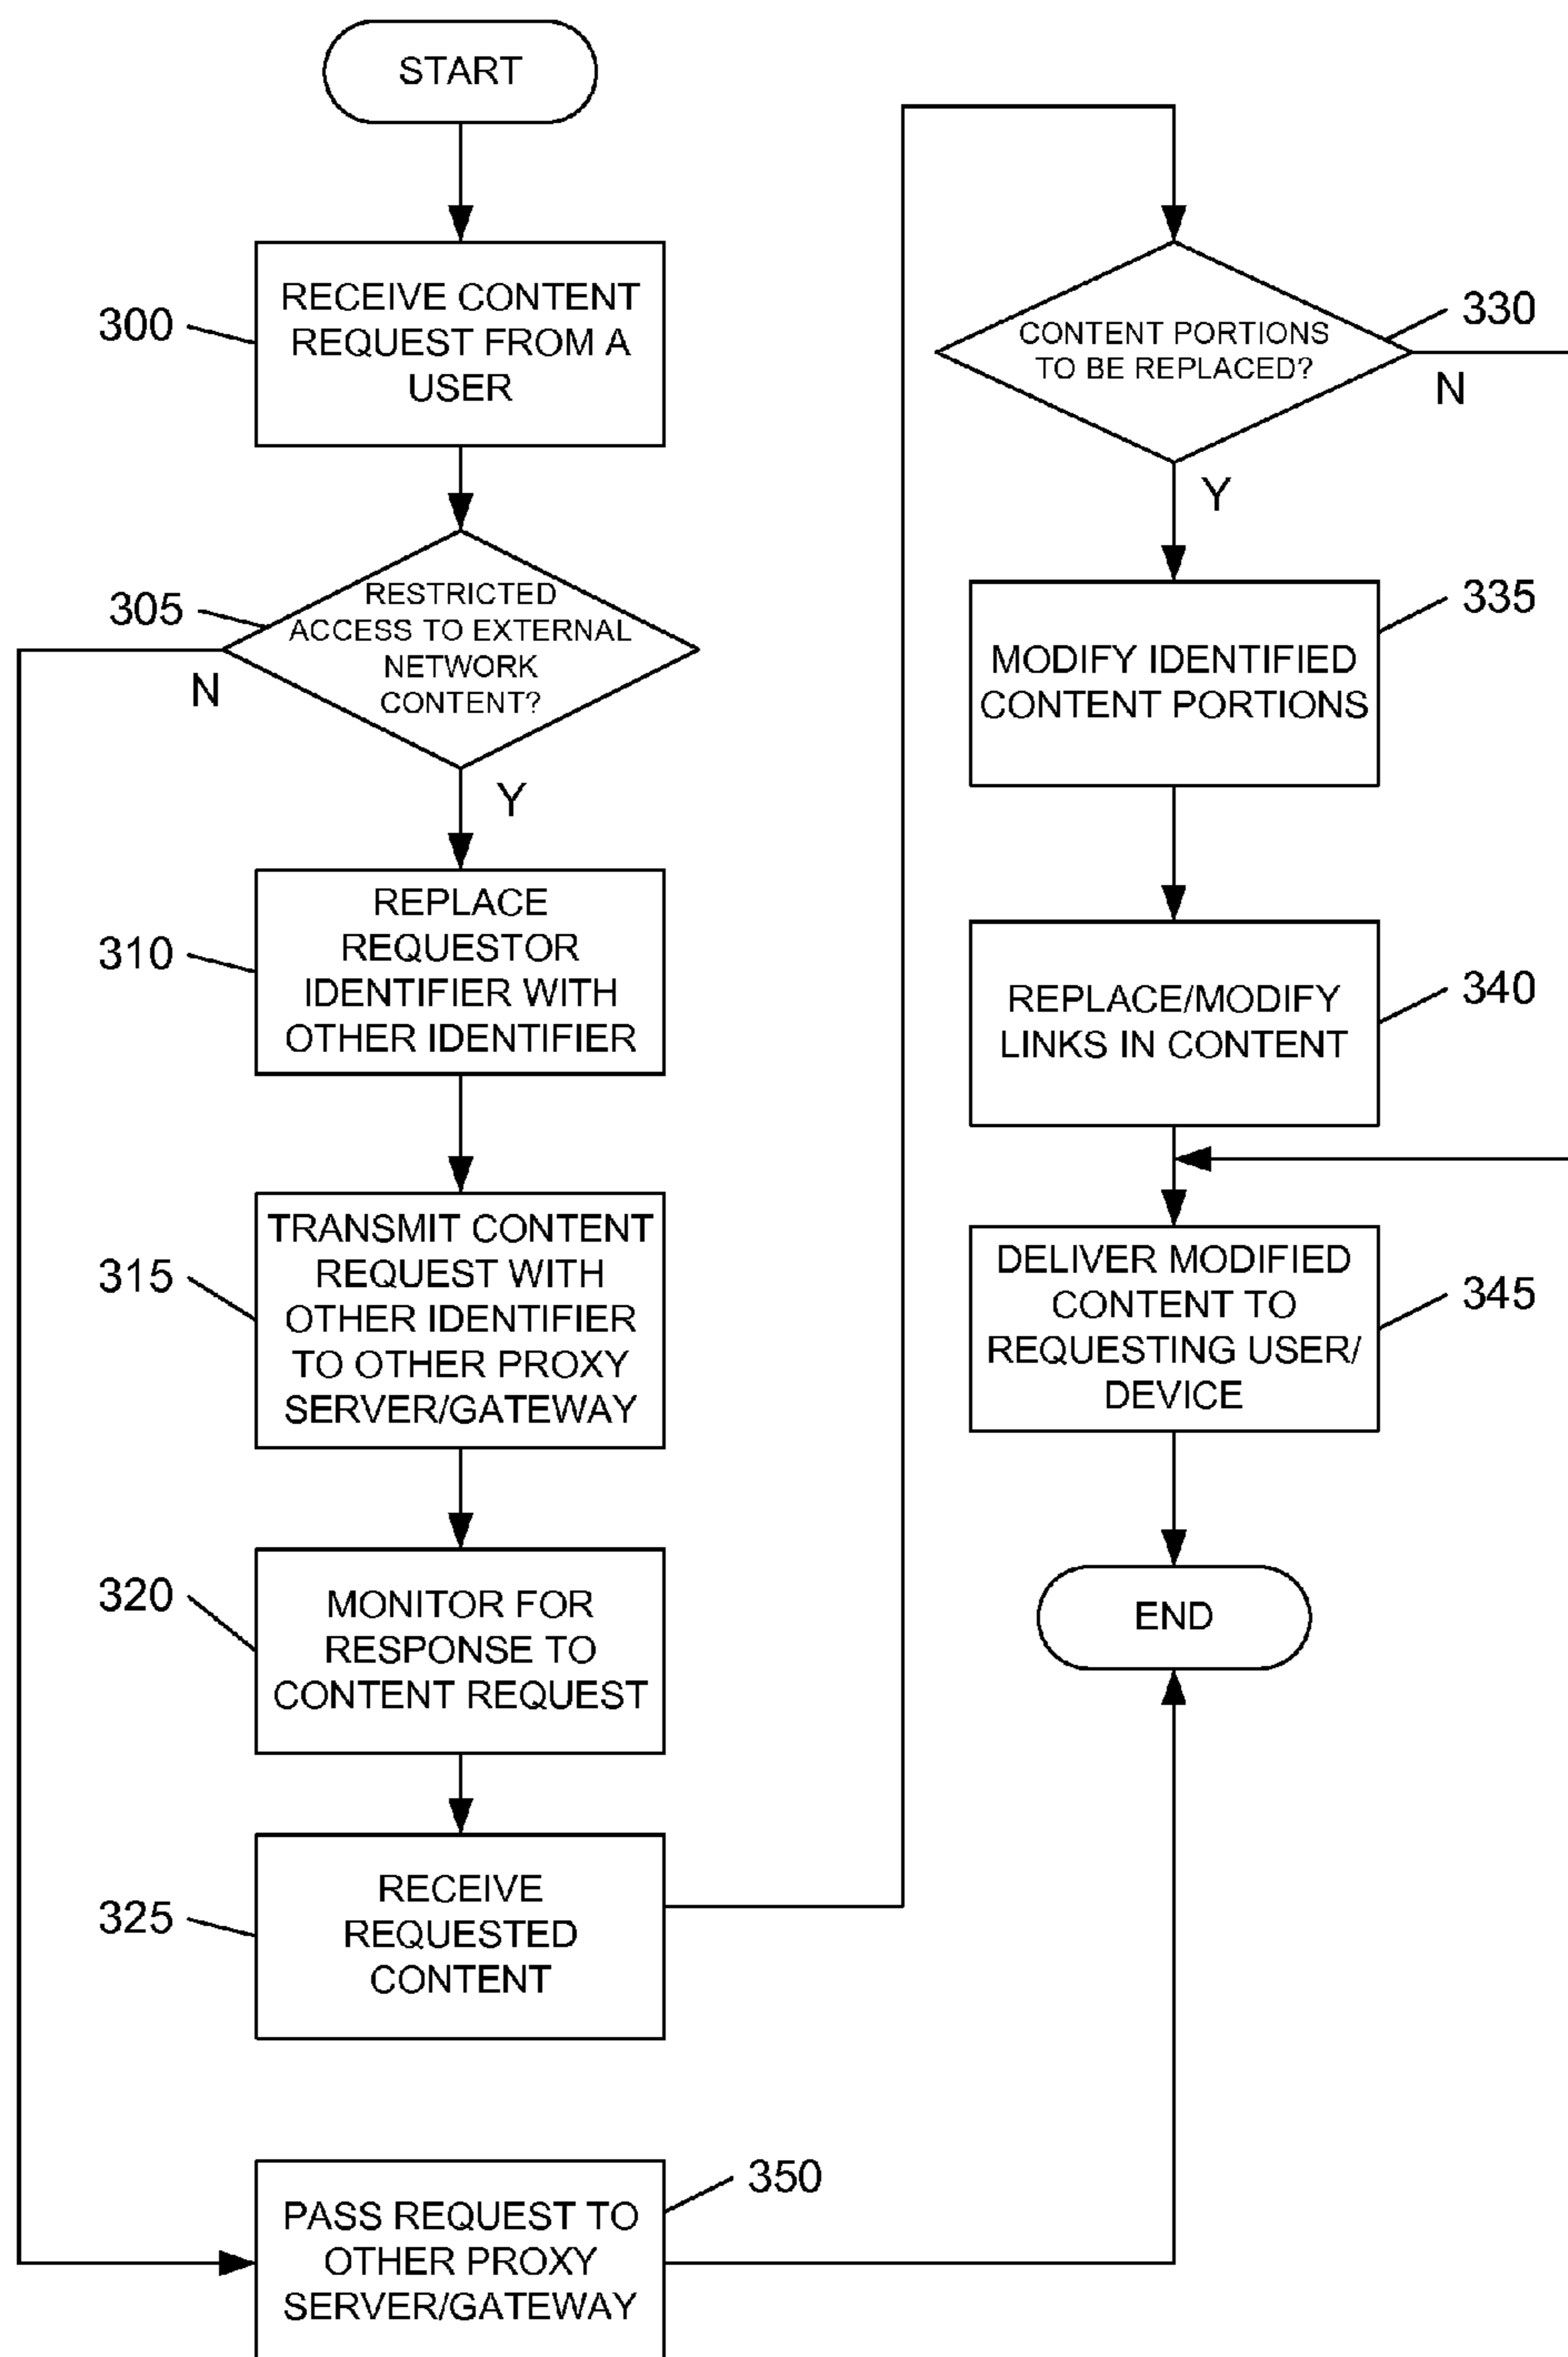 START
300
RECEIVE CONTENT
REQUEST FROM A
USER
305
RESTRICTED
ACCESS TO EXTERNAL
NETWORK
CONTENT?
N
Y
310
REPLACE
REQUESTOR
IDENTIFIER WITH
OTHER IDENTIFIER
315
TRANSMIT CONTENT
REQUEST WITH
OTHER IDENTIFIER
TO OTHER PROXY
SERVER/GATEWAY
320
MONITOR FOR
RESPONSE TO
CONTENT REQUEST
325
RECEIVE
REQUESTED
CONTENT
330
CONTENT PORTIONS
TO BE REPLACED?
N
Y
335
MODIFY IDENTIFIED
CONTENT PORTIONS
340
REPLACE/MODIFY
LINKS IN CONTENT
345
DELIVER MODIFIED
CONTENT TO
REQUESTING USER/
DEVICE
END
350
PASS REQUEST TO
OTHER PROXY
SERVER/GATEWAY